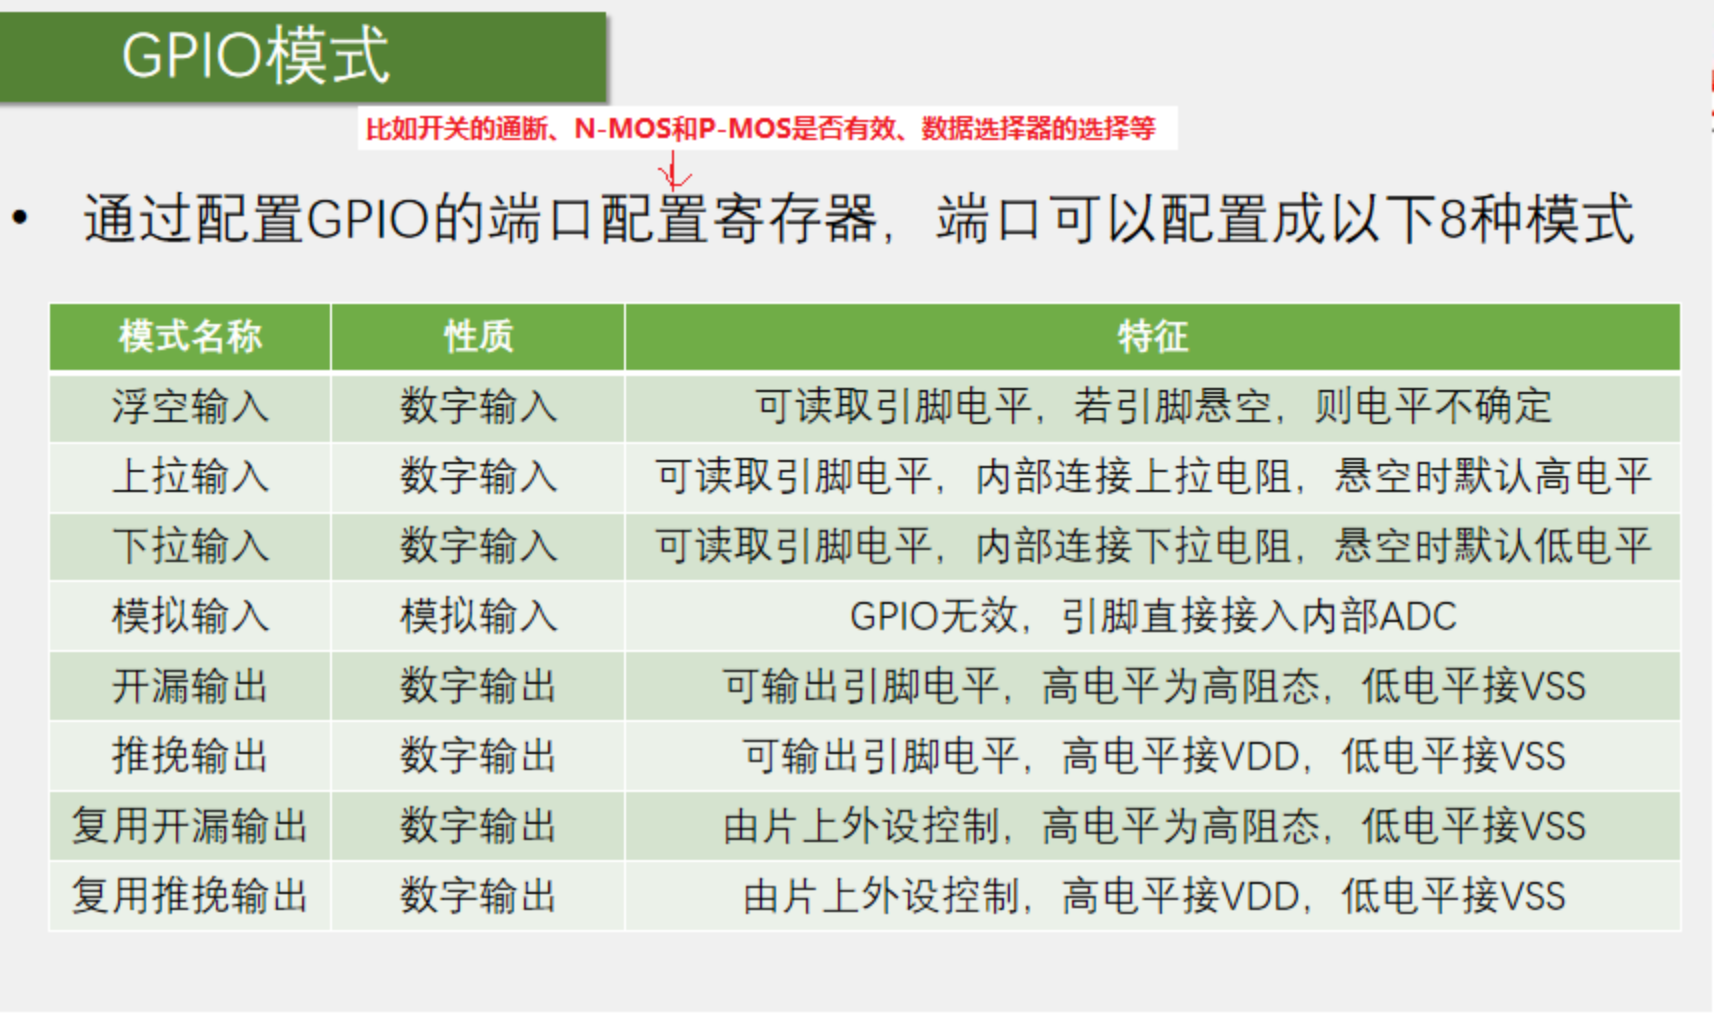 GPIO模式
比如开关的通断、N-MOS和P-MOS是否有效、数据选择器的选择等
• 通过配置GPIO的端口配置寄存器，端口可以配置成以下8种模式
模式名称 性质 特征
浮空输入 数字输入 可读取引脚电平，若引脚悬空，则电平不确定
上拉输入 数字输入 可读取引脚电平，内部连接上拉电阻，悬空时默认高电平
下拉输入 数字输入 可读取引脚电平，内部连接下拉电阻，悬空时默认低电平
模拟输入 模拟输入 GPIO无效，引脚直接接入内部ADC
开漏输出 数字输出 可输出引脚电平，高电平为高阻态，低电平接VSS
推挽输出 数字输出 可输出引脚电平，高电平接VDD，低电平接VSS
复用开漏输出 数字输出 由片上外设控制，高电平为高阻态，低电平接VSS
复用推挽输出 数字输出 由片上外设控制，高电平接VDD，低电平接VSS